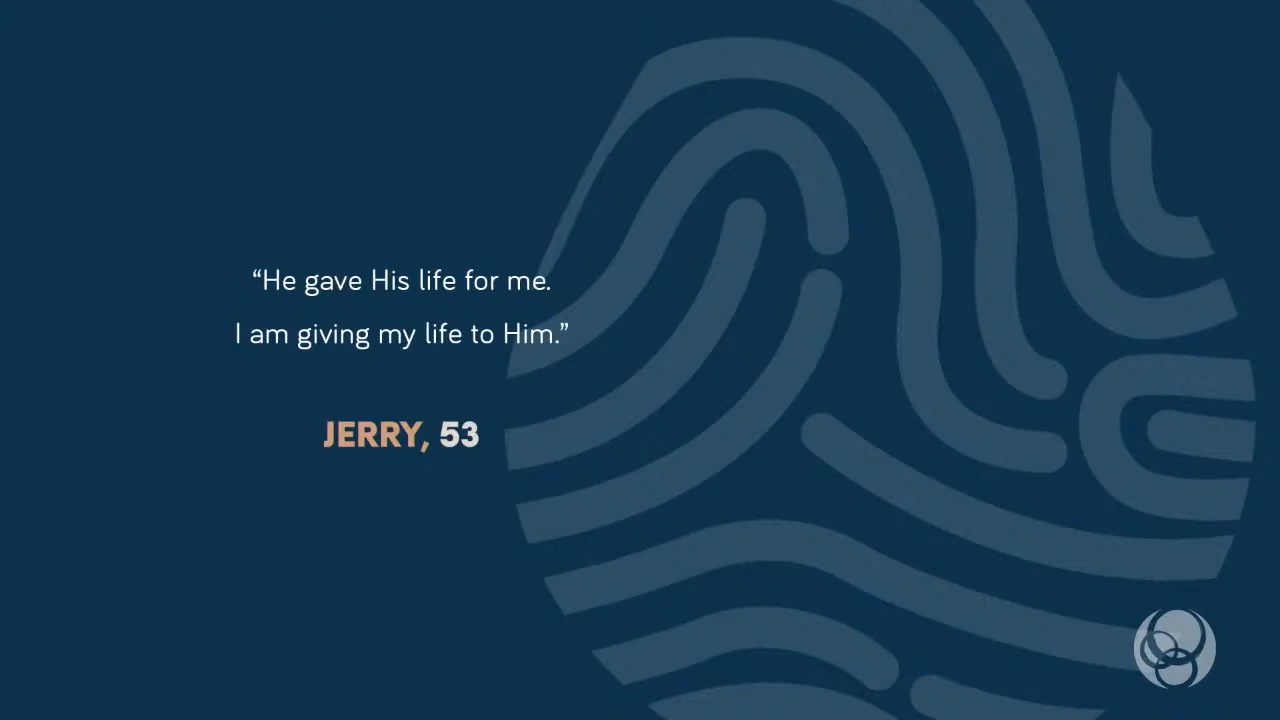 “He gave His life for me.
I am giving my life to Him.”
JERRY, 53